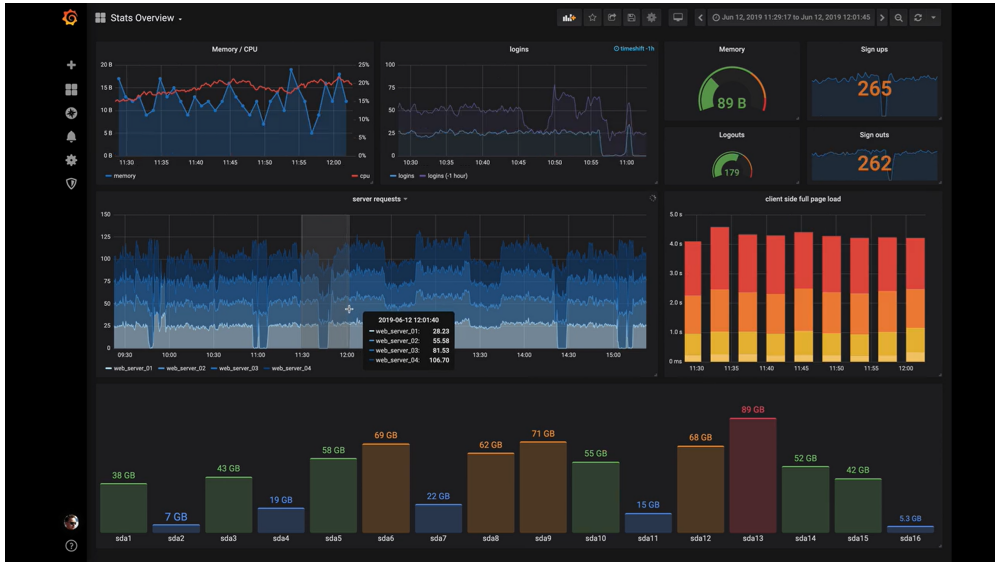 Stats Overview
Jun 12, 2019 11:29:17 to Jun 12, 2019 12:01:45
Memory / CPU
20 B
15 B
10 B
5 B
0 B
25%
20%
15%
10%
5%
0%
11:30 11:35 11:40 11:45 11:50 11:55 12:00
memory
cpu
logins
timeshift -1h
100
75
50
25
0
10:30 10:35 10:40 10:45 10:50 10:55 11:00
logins logins (-1 hour)
Memory
89 B
Sign ups
265
Logouts
179
Sign outs
262
server requests
150
125
100
75
50
25
0
09:30 10:00 10:30 11:00 11:30 12:00 13:30 14:00 14:30 15:00
2019-06-12 12:01:40
web_server_01: 28.23
web_server_02: 55.58
web_server_03: 81.53
web_server_04: 106.70
web_server_01 web_server_02 web_server_03 web_server_04
client side full page load
5.0 s
4.0 s
3.0 s
2.0 s
1.0 s
0 ms
11:30 11:35 11:40 11:45 11:50 11:55 12:00
38 GB
7 GB
43 GB
19 GB
58 GB
69 GB
22 GB
62 GB
71 GB
55 GB
15 GB
68 GB
89 GB
52 GB
42 GB
5.3 GB
sda1 sda2 sda3 sda4 sda5 sda6 sda7 sda8 sda9 sda10 sda11 sda12 sda13 sda14 sda15 sda16
?